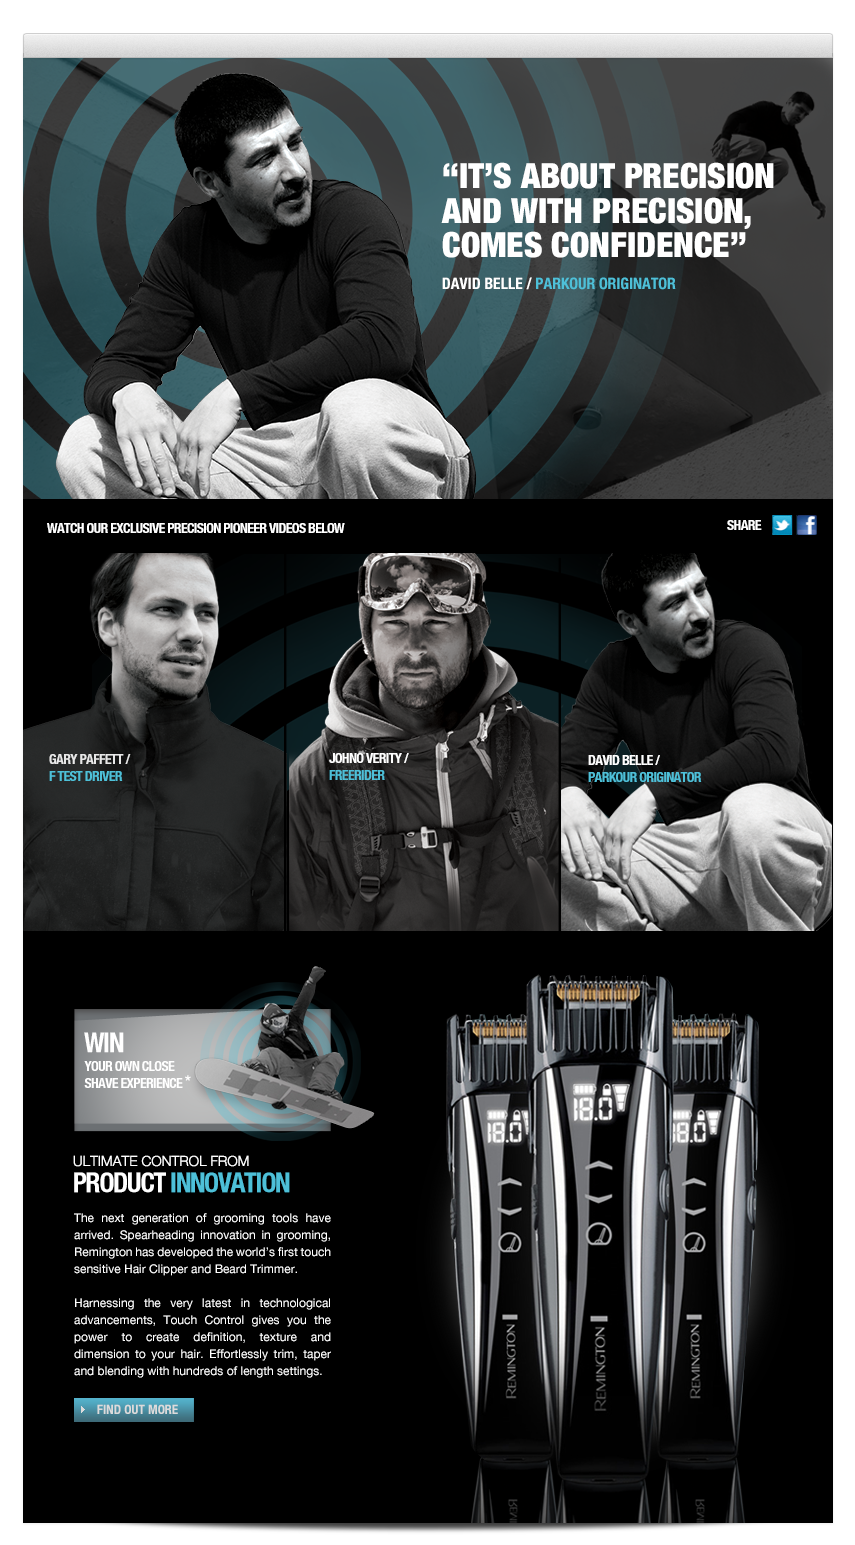 “IT’S ABOUT PRECISION
AND WITH PRECISION,
COMES CONFIDENCE”
DAVID BELLE / PARKOUR ORIGINATOR
WATCH OUR EXCLUSIVE PRECISION PIONEER VIDEOS BELOW
SHARE
GARY PAFFETT /
F TEST DRIVER
JOHNO VERITY /
FREERIDER
DAVID BELLE /
PARKOUR ORIGINATOR
WIN
YOUR OWN CLOSE
SHAVE EXPERIENCE*
ULTIMATE CONTROL FROM
PRODUCT INNOVATION
The next generation of grooming tools have
arrived. Spearheading innovation in grooming,
Remington has developed the world’s first touch
sensitive Hair Clipper and Beard Trimmer.
Harnessing the very latest in technological
advancements, Touch Control gives you the
power to create definition, texture and
dimension to your hair. Effortlessly trim, taper
and blending with hundreds of length settings.
FIND OUT MORE
18.0
18.0
18.0
REMINGTON
REMINGTON
REMINGTON